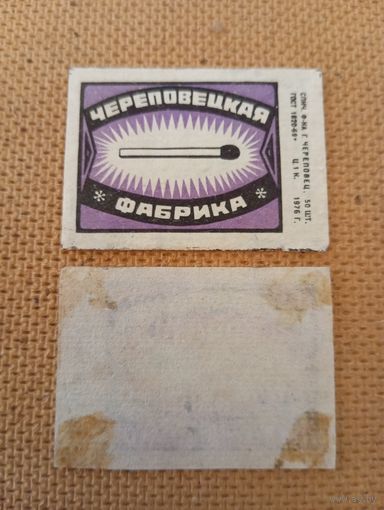 ЧЕРЕПОВЕЦКАЯ
* ФАБРИКА *
СПИЧ. Ф-КА Г. ЧЕРЕПОВЕЦ. 50 ШТ.
ГОСТ 1820-69* Ц. 1 К. 1976 Г.